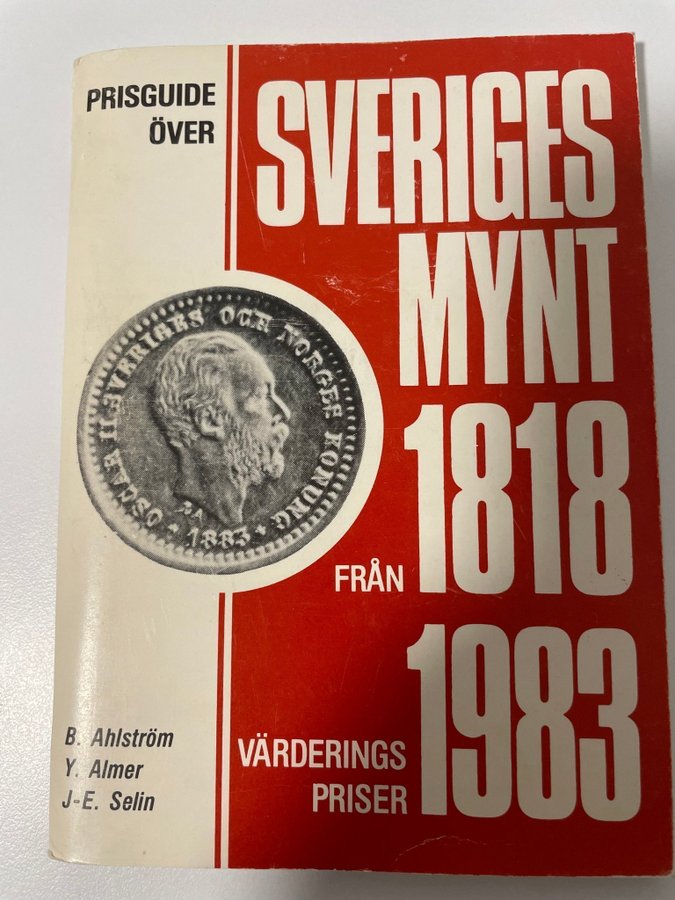 PRISGUIDE
ÖVER
SVERIGES
MYNT
FRÅN 1818
VÄRDERINGS
PRISER
1983
OSCAR II SVERIGES OCH NORGES KONUNG
1883
B. Ahlström
Y. Almer
J-E. Selin